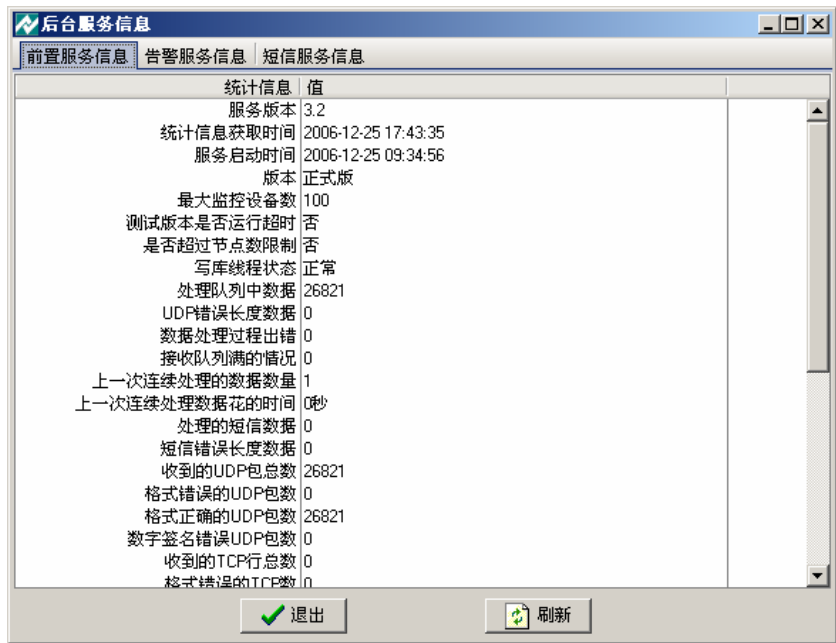 后台服务信息
前置服务信息 告警服务信息 短信服务信息
统计信息 值
服务版本 3.2
统计信息获取时间 2006-12-25 17:43:35
服务启动时间 2006-12-25 09:34:56
版本 正式版
最大监控设备数 100
测试版本是否运行超时 否
是否超过节点数限制 否
写库线程状态 正常
处理队列中数据 26821
UDP错误长度数据 0
数据处理过程出错 0
接收队列满的情况 0
上一次连续处理的数据数量 1
上一次连续处理数据花的时间 0秒
处理的短信数据 0
短信错误长度数据 0
收到的UDP包总数 26821
格式错误的UDP包数 0
格式正确的UDP包数 26821
数字签名错误UDP包数 0
收到的TCP行总数 0
格式错误的TCP数 0
退出 刷新